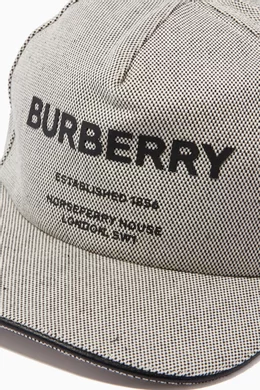 BURBERRY
ESTABLISHED 1856
HORSEFERRY HOUSE
LONDON, SW1